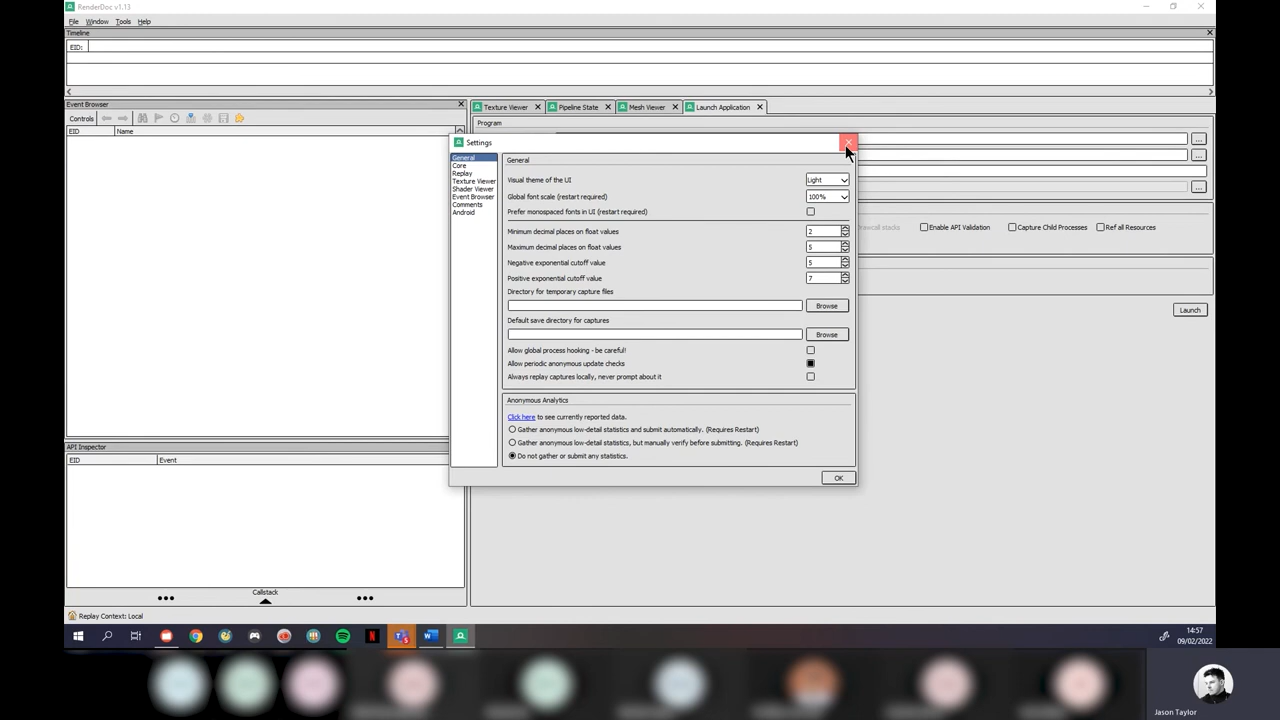 RenderDoc v1.13
File Window Tools Help
Timeline
EID:
Event Browser
Controls
EID Name
Texture Viewer Pipeline State Mesh Viewer Launch Application
Program
Settings
General
Core
Replay
Texture Viewer
Shader Viewer
Event Browser
Comments
Android
General
Visual theme of the UI Light
Global font scale (restart required) 100%
Prefer monospaced fonts in UI (restart required)
Minimum decimal places on float values 2
Maximum decimal places on float values 5
Negative exponential cutoff value 5
Positive exponential cutoff value 7
Directory for temporary capture files
Browse
Default save directory for captures
Browse
Allow global process hooking - be careful!
Allow periodic anonymous update checks
Always replay captures locally, never prompt about it
Anonymous Analytics
Click here to see currently reported data.
Gather anonymous low-detail statistics and submit automatically. (Requires Restart)
Gather anonymous low-detail statistics, but manually verify before submitting. (Requires Restart)
Do not gather or submit any statistics.
OK
Drawcall stacks Enable API Validation Capture Child Processes Ref all Resources
Launch
API Inspector
EID Event
Callstack
Replay Context: Local
14:57
09/02/2022
Jason Taylor